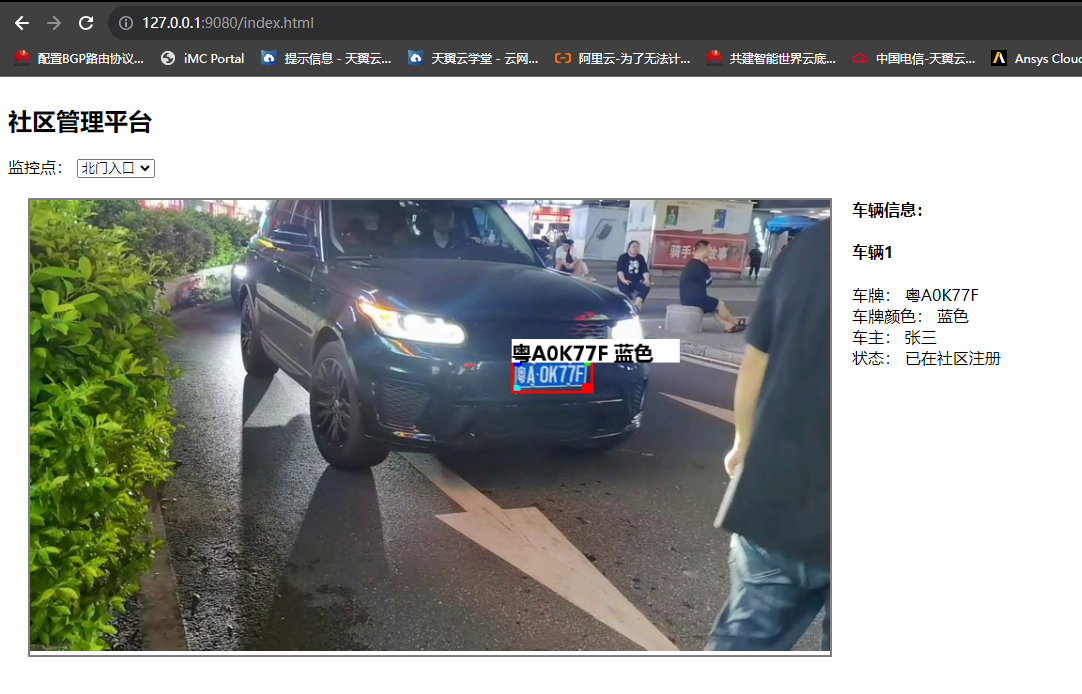 127.0.0.1:9080/index.html
配置BGP路由协议... iMC Portal 提示信息 - 天翼云... 天翼云学堂 - 云网... 阿里云-为了无法计... 共建智能世界云底... 中国电信-天翼云... Ansys Cloud
社区管理平台
监控点： 北门入口
车辆信息：
车辆1
车牌： 粤A0K77F
车牌颜色： 蓝色
车主： 张三
状态： 已在社区注册
骑手 故事
粤A0K77F 蓝色
粤A·0K77F